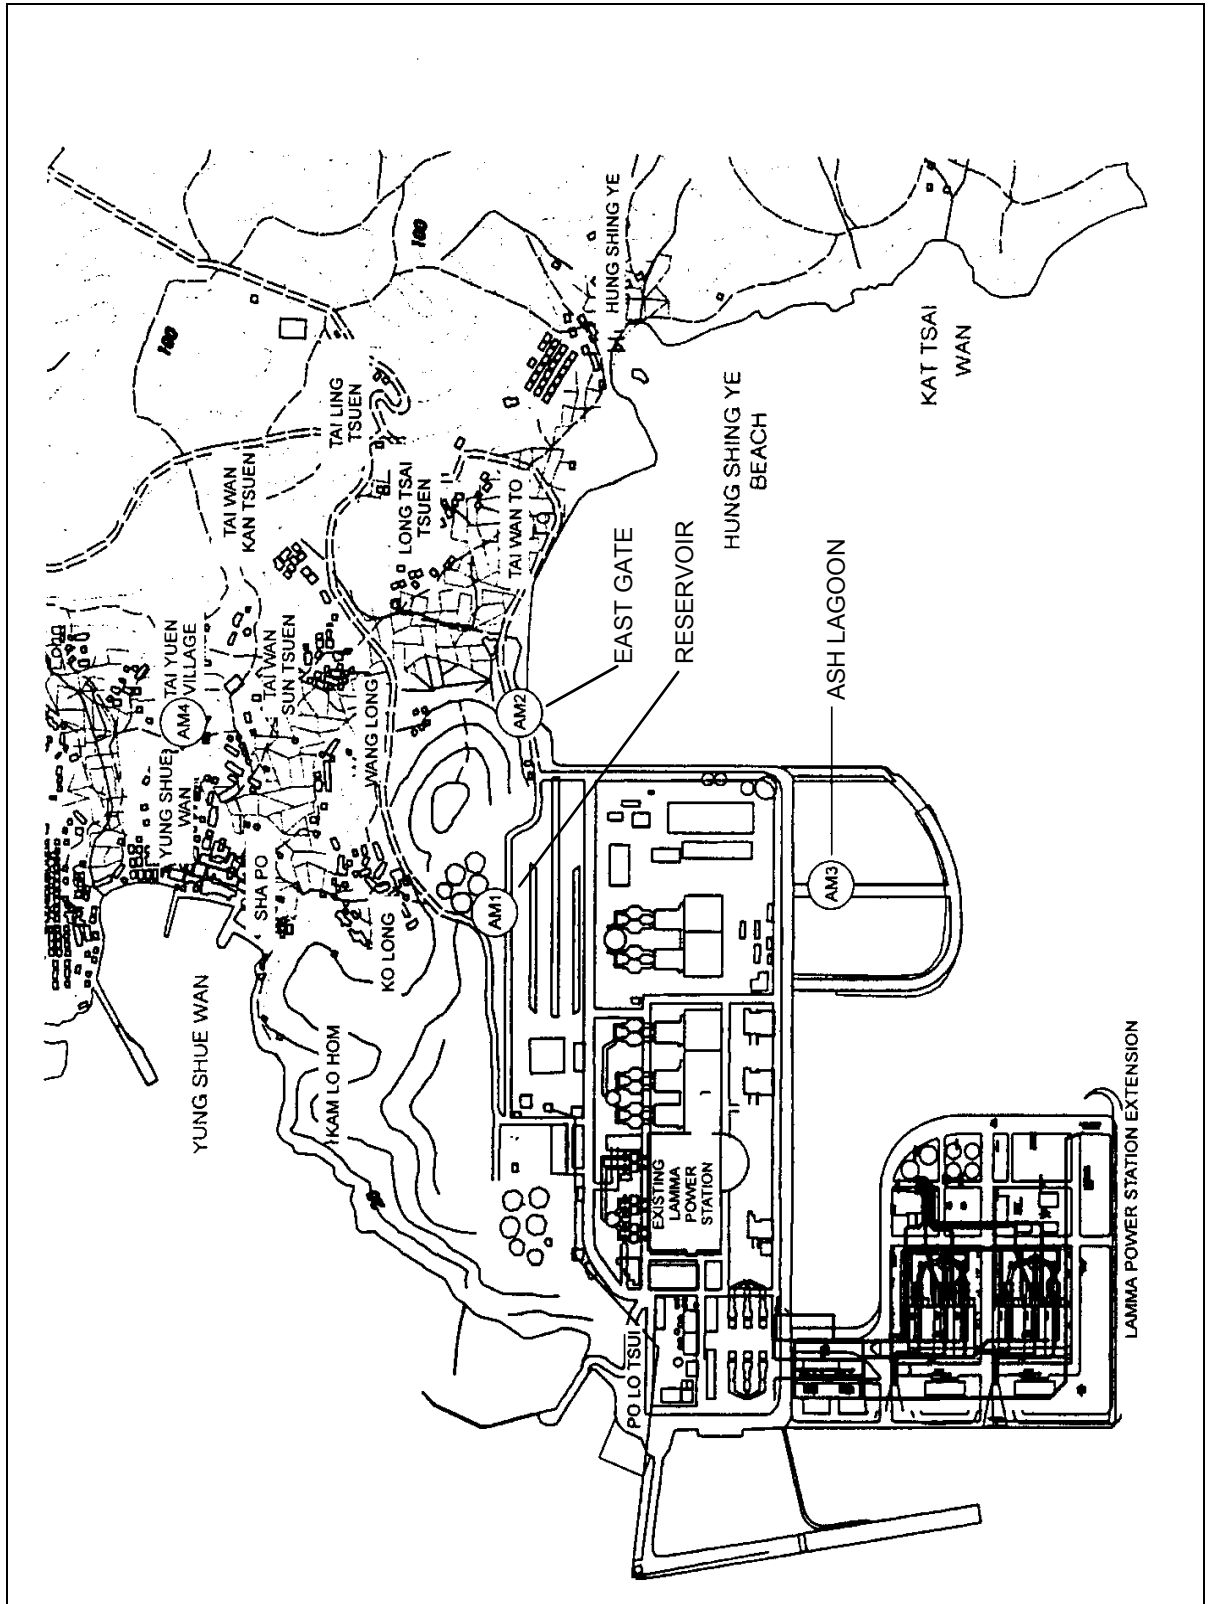 100
100
HUNG SHING YE
KAT TSAI
WAN
TAI LING
TSUEN
TAI WAN
KAN TSUEN
LONG TSAI
TSUEN
TAI WAN TO
HUNG SHING YE
BEACH
EAST GATE
RESERVOIR
ASH LAGOON
Long
TAI YUEN
VILLAGE
AM4
TAI WAN
SUN TSUEN
WANG LONG
AM2
YUNG SHUE
WAN
SHA PO
KO LONG
AM1
AM3
YUNG SHUE WAN
KAM LO HOM
EXISTING
LAMMA
POWER
STATION
PO LO TSUI
LAMMA POWER STATION EXTENSION